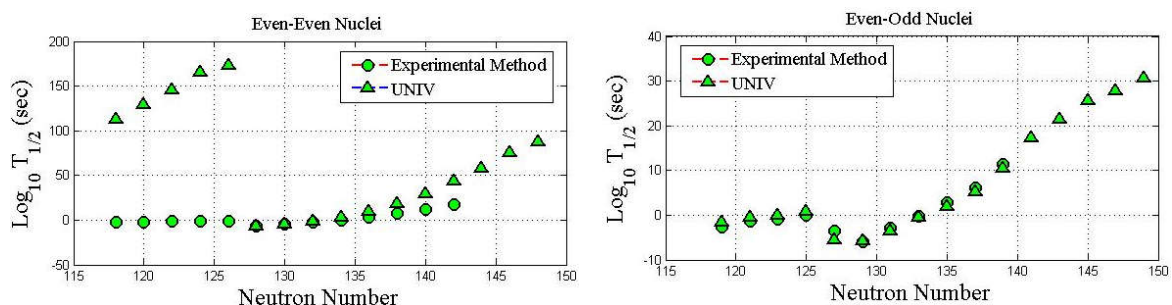 Even-Even Nuclei
200
150
100
50
0
-50
Log10 T1/2 (sec)
Experimental Method
UNIV
115 120 125 130 135 140 145 150
Neutron Number
Even-Odd Nuclei
40
30
20
10
0
-10
Log10 T1/2 (sec)
Experimental Method
UNIV
115 120 125 130 135 140 145 150
Neutron Number